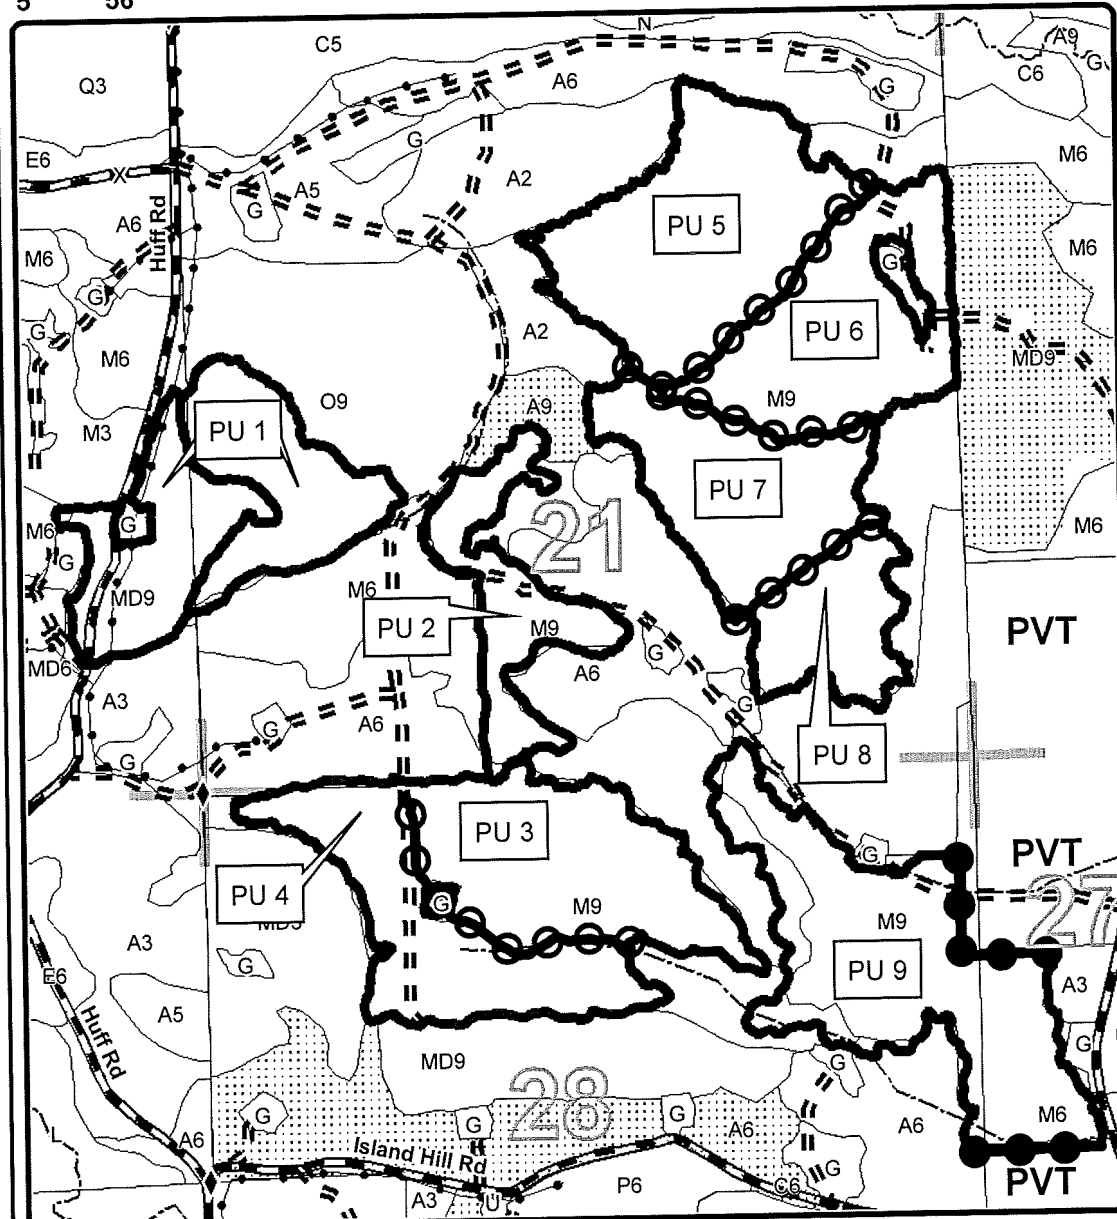 5 56
N
C5
A9
G
Q3
A6
C6
G
G
E6
M6
X
A5
A2
G
A6
PU 5
Huff Rd
M6
M6
G
G
PU 6
G
A2
M6
MD9
O9
M9
A9
PU 1
M3
PU 7
21
G
M6
M6
G
M6
MD9
PU 2
M9
PVT
G
MD6
A6
A3
G
G
A6
PU 8
G
PU 3
PVT
G
PU 4
G
M9
M9
27
A3
G
PU 9
E6
A3
A5
Huff Rd
G
MD9
G
28
G
G
G
A6
M6
A6
A6
L
Island Hill Rd
G
A3
U
P6
C6
PVT